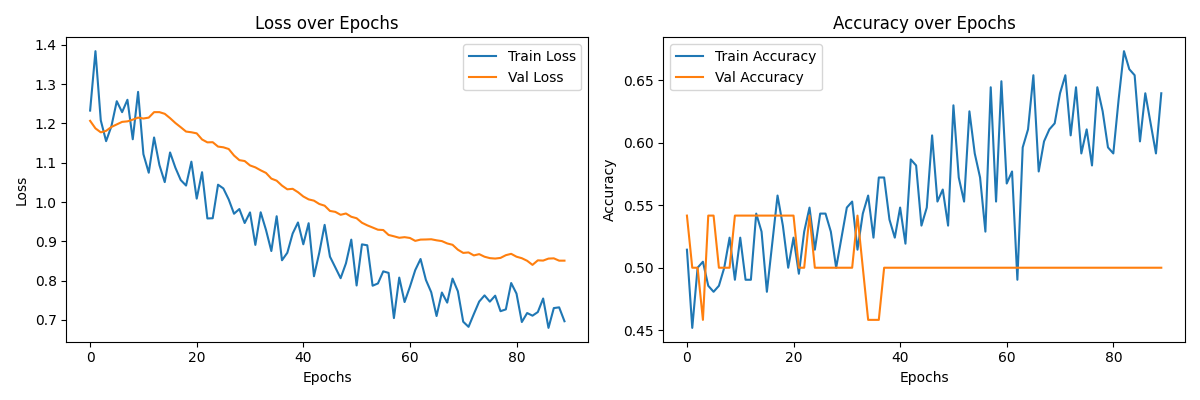 Loss over Epochs
Train Loss
Val Loss
1.4
1.3
1.2
1.1
1.0
0.9
0.8
0.7
Loss
0
20
40
60
80
Epochs
Accuracy over Epochs
Train Accuracy
Val Accuracy
0.65
0.60
0.55
0.50
0.45
Accuracy
0
20
40
60
80
Epochs